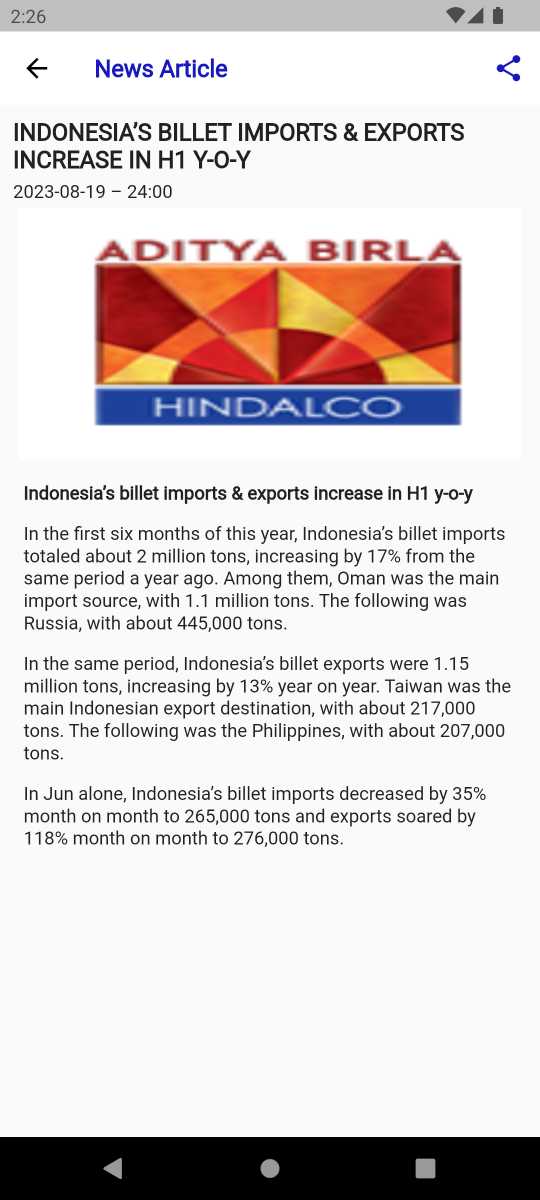 2:26
News Article
INDONESIA’S BILLET IMPORTS & EXPORTS
INCREASE IN H1 Y-O-Y
2023-08-19 – 24:00
ADITYA BIRLA
HINDALCO
Indonesia’s billet imports & exports increase in H1 y-o-y
In the first six months of this year, Indonesia’s billet imports
totaled about 2 million tons, increasing by 17% from the
same period a year ago. Among them, Oman was the main
import source, with 1.1 million tons. The following was
Russia, with about 445,000 tons.
In the same period, Indonesia’s billet exports were 1.15
million tons, increasing by 13% year on year. Taiwan was the
main Indonesian export destination, with about 217,000
tons. The following was the Philippines, with about 207,000
tons.
In Jun alone, Indonesia’s billet imports decreased by 35%
month on month to 265,000 tons and exports soared by
118% month on month to 276,000 tons.